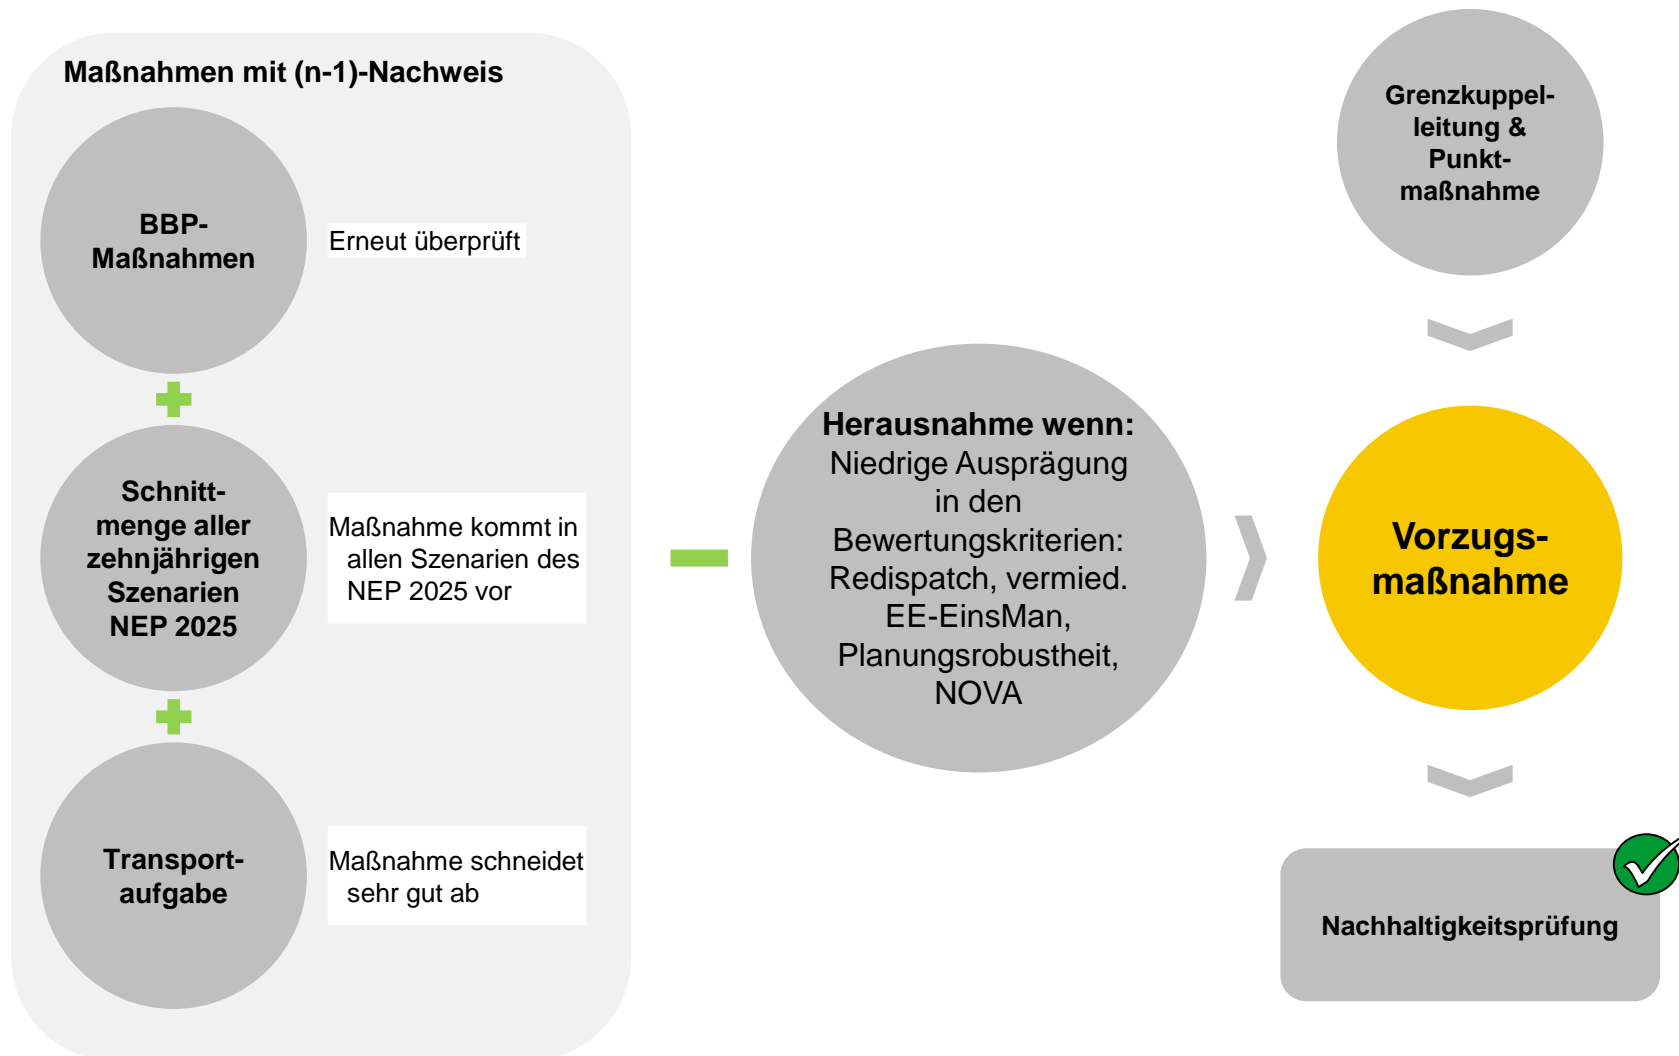 Maßnahmen mit (n-1)-Nachweis
BBP-
Maßnahmen
Erneut überprüft
Schnitt-
menge aller
zehnjährigen
Szenarien
NEP 2025
Maßnahme kommt in
allen Szenarien des
NEP 2025 vor
Transport-
aufgabe
Maßnahme schneidet
sehr gut ab
Herausnahme wenn:
Niedrige Ausprägung
in den
Bewertungskriterien:
Redispatch, vermied.
EE-EinsMan,
Planungsrobustheit,
NOVA
Grenzkuppel-
leitung &
Punkt-
maßnahme
Vorzugs-
maßnahme
Nachhaltigkeitsprüfung